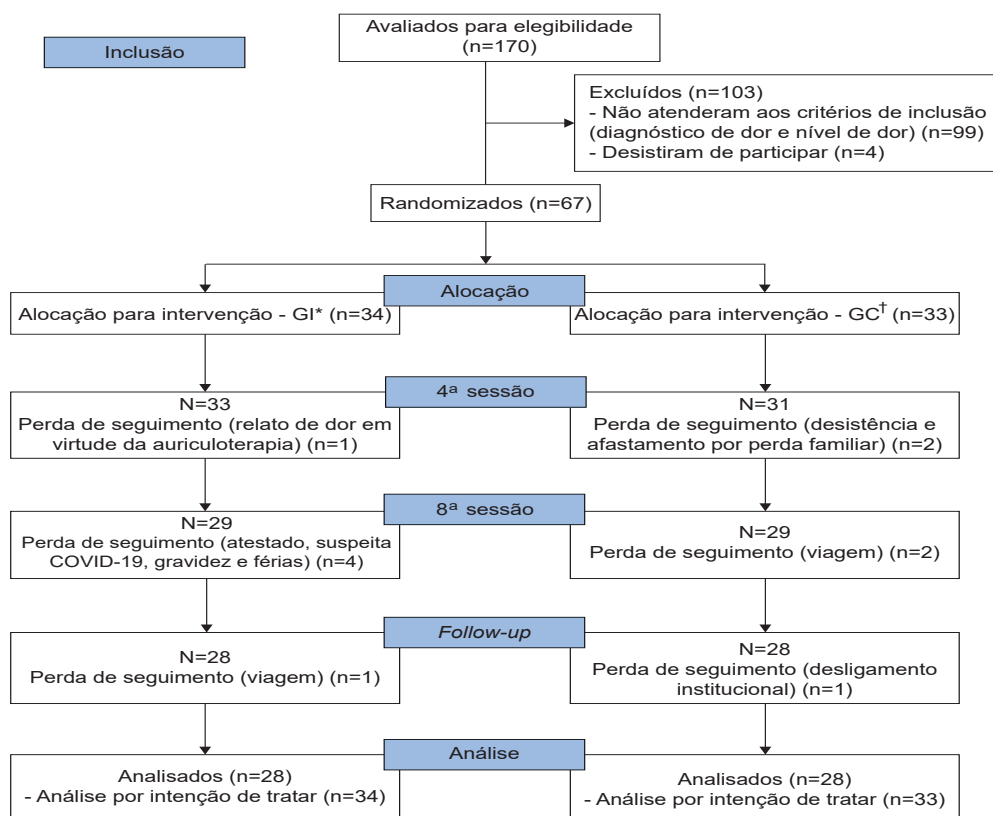 Avaliados para elegibilidade
(n=170)
Inclusão
Excluídos (n=103)
- Não atenderam aos critérios de inclusão
(diagnóstico de dor e nível de dor) (n=99)
- Desistiram de participar (n=4)
Randomizados (n=67)
Alocação
Alocação para intervenção - GI* (n=34)
Alocação para intervenção - GC† (n=33)
4ª sessão
N=33
Perda de seguimento (relato de dor em
virtude da auriculoterapia) (n=1)
N=31
Perda de seguimento (desistência e
afastamento por perda familiar) (n=2)
8ª sessão
N=29
Perda de seguimento (atestado, suspeita
COVID-19, gravidez e férias) (n=4)
N=29
Perda de seguimento (viagem) (n=2)
Follow-up
N=28
Perda de seguimento (viagem) (n=1)
N=28
Perda de seguimento (desligamento
institucional) (n=1)
Análise
Analisados (n=28)
- Análise por intenção de tratar (n=34)
Analisados (n=28)
- Análise por intenção de tratar (n=33)